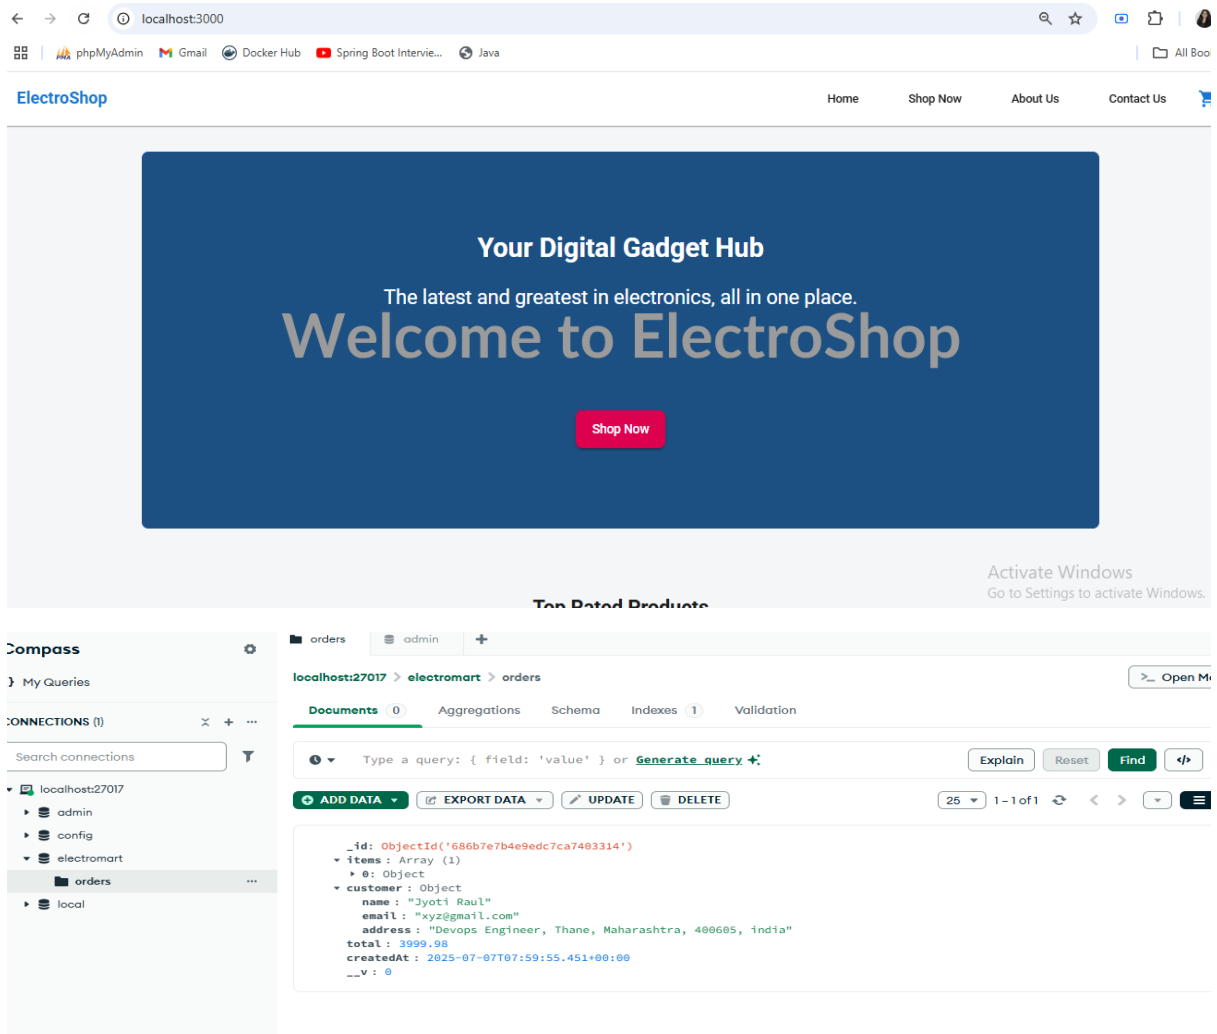 localhost:3000
phpMyAdmin Gmail Docker Hub Spring Boot Intervie... Java All Boo
ElectroShop Home Shop Now About Us Contact Us
Your Digital Gadget Hub
The latest and greatest in electronics, all in one place.
Welcome to ElectroShop
Shop Now
Activate Windows
Go to Settings to activate Windows.
Top Rated Products
Compass
orders admin
{} My Queries
localhost:27017 > electromart > orders
>_ Open Mo
CONNECTIONS (1)
Documents 0 Aggregations Schema Indexes 1 Validation
Search connections
Type a query: { field: 'value' } or Generate query
Explain Reset Find </>
localhost:27017
ADD DATA EXPORT DATA UPDATE DELETE
25 1 – 1 of 1
admin
config
electromart
orders
local
_id: ObjectId('686b7e7b4e9edc7ca7403314')
items : Array (1)
0: Object
customer : Object
name : "Jyoti Raul"
email : "xyz@gmail.com"
address : "Devops Engineer, Thane, Maharashtra, 400605, india"
total : 3999.98
createdAt : 2025-07-07T07:59:55.451+00:00
__v : 0